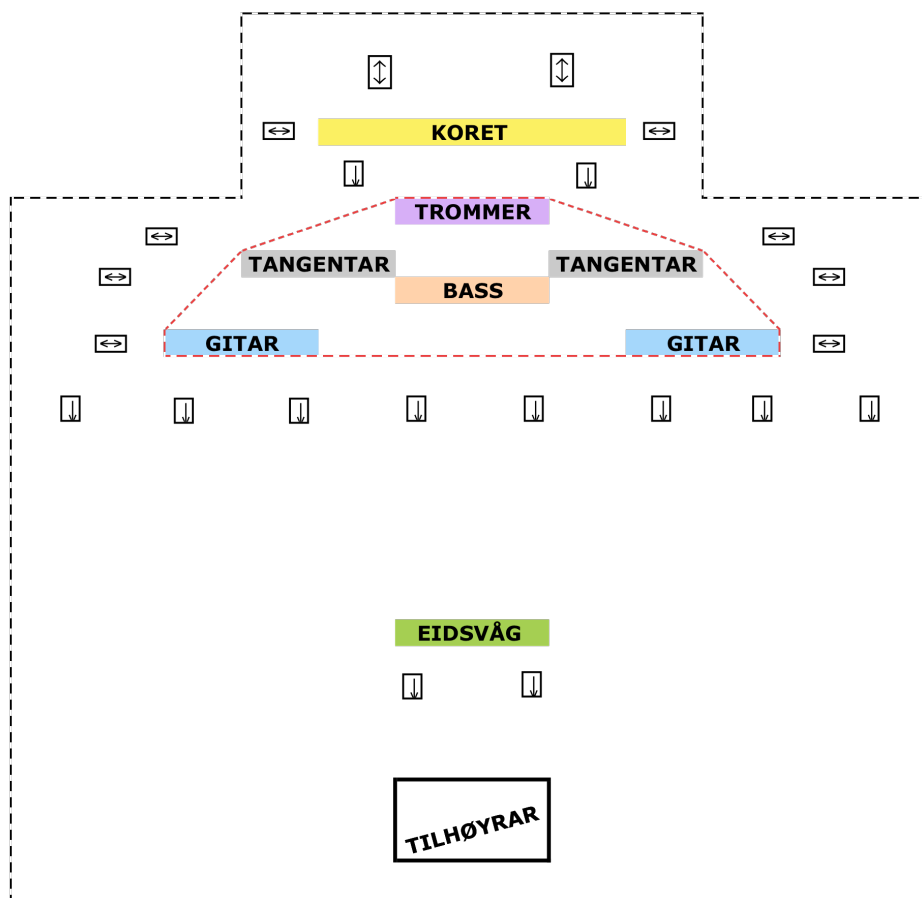 KORET
TROMMER
TANGENTAR
TANGENTAR
BASS
GITAR
GITAR
EIDSVÅG
TILHØYRAR